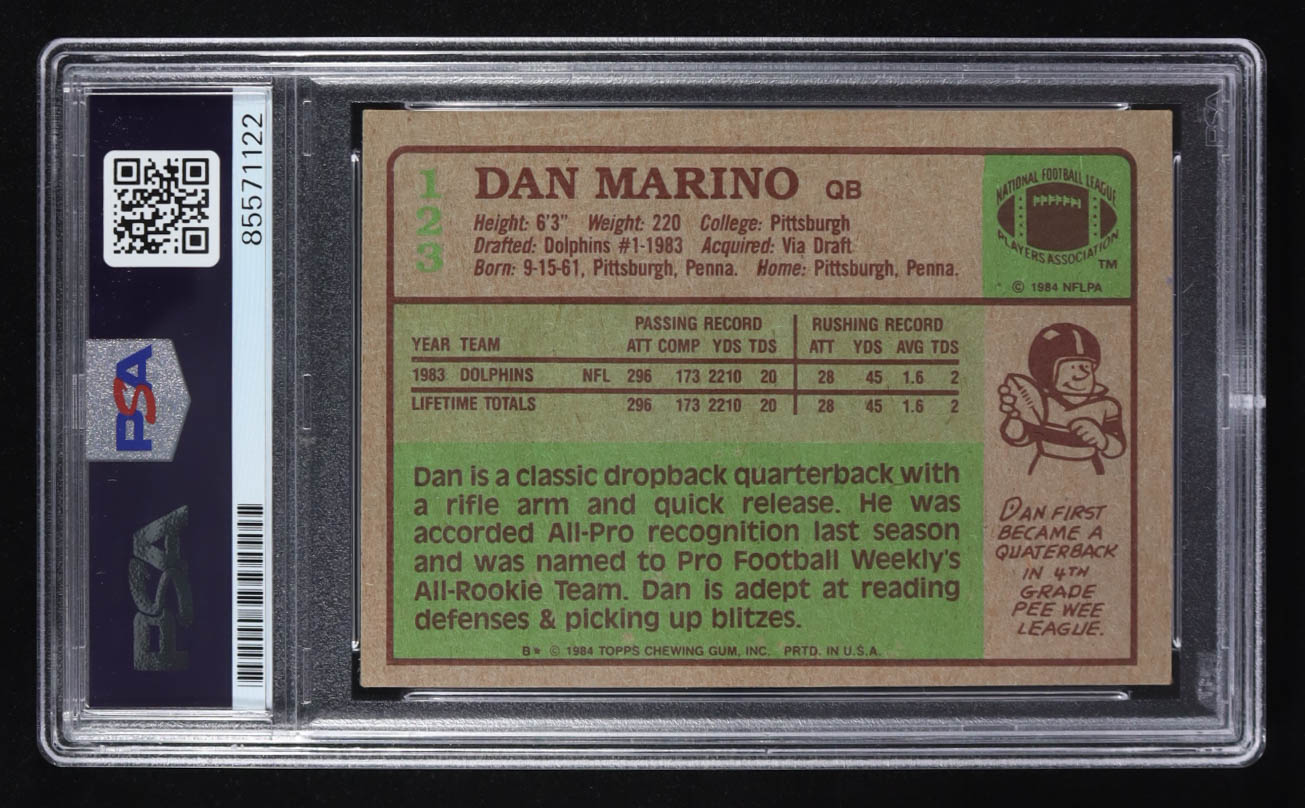 85571122
PSA
PSA
123
DAN MARINO QB
Height: 6'3" Weight: 220 College: Pittsburgh
Drafted: Dolphins #1-1983 Acquired: Via Draft
Born: 9-15-61, Pittsburgh, Penna. Home: Pittsburgh, Penna.
NATIONAL FOOTBALL LEAGUE
PLAYERS ASSOCIATION
TM
© 1984 NFLPA
PASSING RECORD RUSHING RECORD
YEAR TEAM ATT COMP YDS TDS ATT YDS AVG TDS
1983 DOLPHINS NFL 296 173 2210 20 28 45 1.6 2
LIFETIME TOTALS 296 173 2210 20 28 45 1.6 2
Dan is a classic dropback quarterback with
a rifle arm and quick release. He was
accorded All-Pro recognition last season
and was named to Pro Football Weekly's
All-Rookie Team. Dan is adept at reading
defenses & picking up blitzes.
DAN FIRST
BECAME A
QUATERBACK
IN 4TH
GRADE
PEE WEE
LEAGUE.
B* © 1984 TOPPS CHEWING GUM, INC. PRTD. IN U.S.A.
PSA